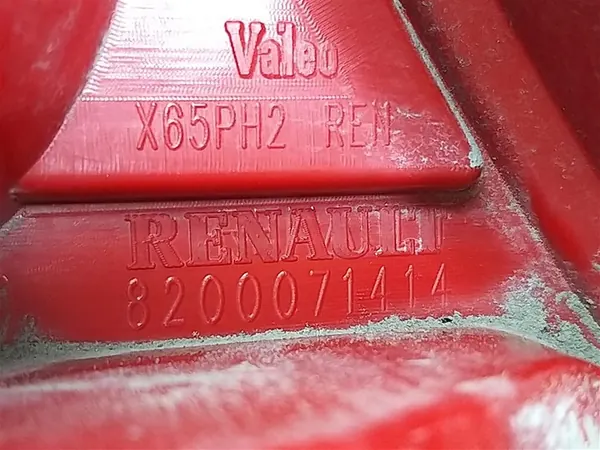 Valeo
X65PH2 REN
RENAULT
8200071414